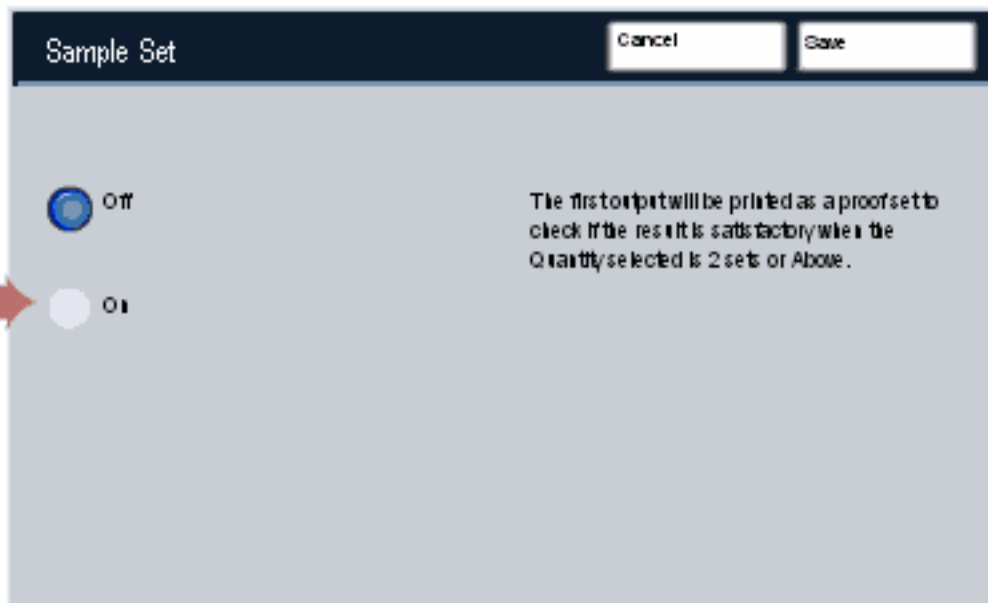 Sample Set
Cancel
Save
Off
On
The first output will be printed as a proof set to
check if the result is satisfactory when the
Quantity selected is 2 sets or Above.